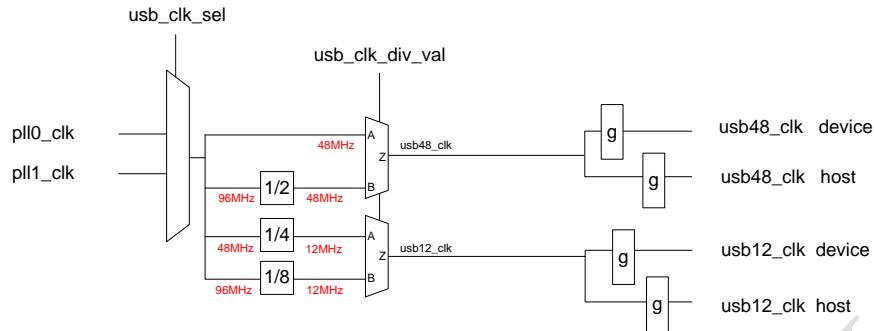 usb_clk_sel
usb_clk_div_val
pll0_clk
pll1_clk
48MHz
A
Z
B
usb48_clk
96MHz
1/2
48MHz
48MHz
1/4
12MHz
A
Z
B
usb12_clk
96MHz
1/8
12MHz
g
usb48_clk device
g
usb48_clk host
g
usb12_clk device
g
usb12_clk host